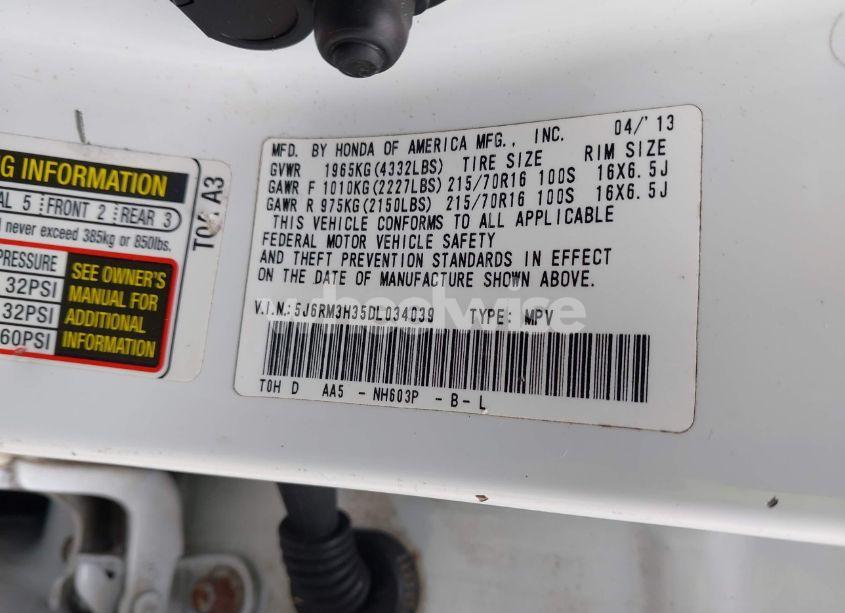 NG INFORMATION
AL 5 FRONT 2 REAR 3
never exceed 385kg or 850lbs.
PRESSURE
32PSI
32PSI
60PSI
SEE OWNER'S
MANUAL FOR
ADDITIONAL
INFORMATION
T0A A3
MFD. BY HONDA OF AMERICA MFG., INC. 04/'13
GVWR 1965KG(4332LBS) TIRE SIZE RIM SIZE
GAWR F 1010KG(2227LBS) 215/70R16 100S 16X6.5J
GAWR R 975KG(2150LBS) 215/70R16 100S 16X6.5J
THIS VEHICLE CONFORMS TO ALL APPLICABLE
FEDERAL MOTOR VEHICLE SAFETY
AND THEFT PREVENTION STANDARDS IN EFFECT
ON THE DATE OF MANUFACTURE SHOWN ABOVE.
V.I.N.: 5J6RM3H35DL034039 TYPE: MPV
T0H D AA5 - NH603P - B - L